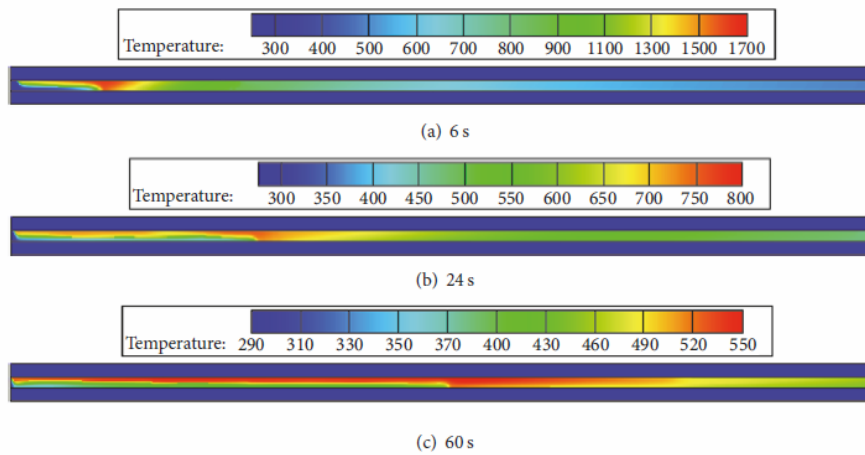 Temperature: 300 400 500 600 700 800 900 1100 1300 1500 1700
(a) 6 s
Temperature: 300 350 400 450 500 550 600 650 700 750 800
(b) 24 s
Temperature: 290 310 330 350 370 400 430 460 490 520 550
(c) 60 s